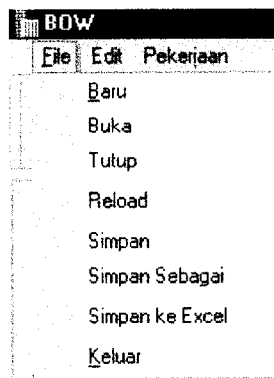 BOW
File Edit Pekerjaan
Baru
Buka
Tutup
Reload
Simpan
Simpan Sebagai
Simpan ke Excel
Keluar